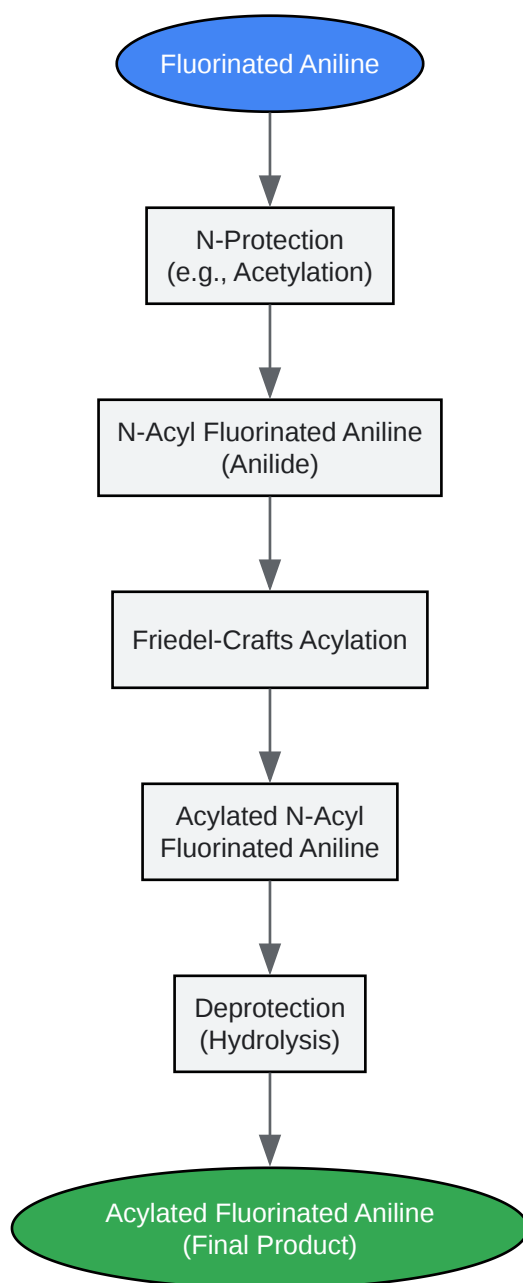 Fluorinated Aniline
N-Protection
(e.g., Acetylation)
N-Acyl Fluorinated Aniline
(Anilide)
Friedel-Crafts Acylation
Acylated N-Acyl
Fluorinated Aniline
Deprotection
(Hydrolysis)
Acylated Fluorinated Aniline
(Final Product)